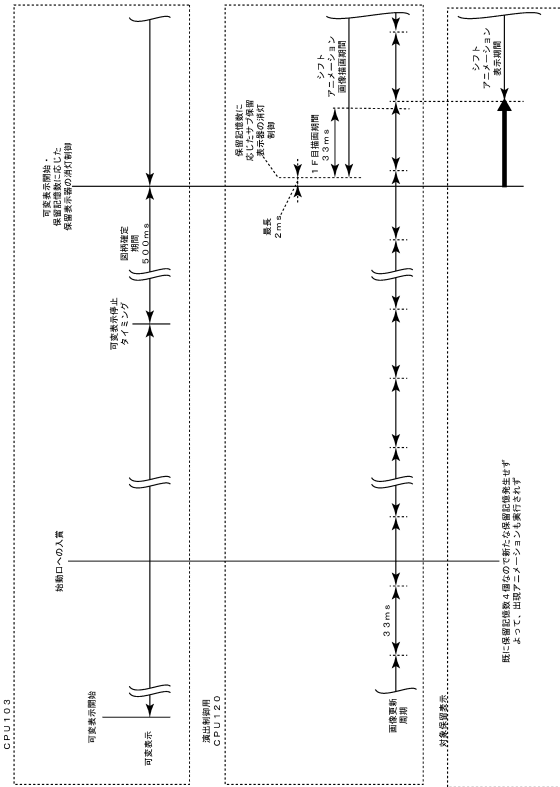 CPU103
可変表示開始
可変表示
始動口への入賞
可変表示停止
タイミング
図柄確定
期間
500ms
可変表示開始・
保留記憶数に応じた
保留表示器の消灯制御
演出制御用
CPU120
画像更新
周期
33ms
最長
2ms
保留記憶数に
応じたサブ保留
表示器の消灯
制御
1F目描画期間
33ms
シフト
アニメーション
画像描画期間
対象保留表示
既に保留記憶数4個なので新たな保留記憶発生せず
よって、出現アニメーションも実行されず
シフト
アニメーション
表示期間